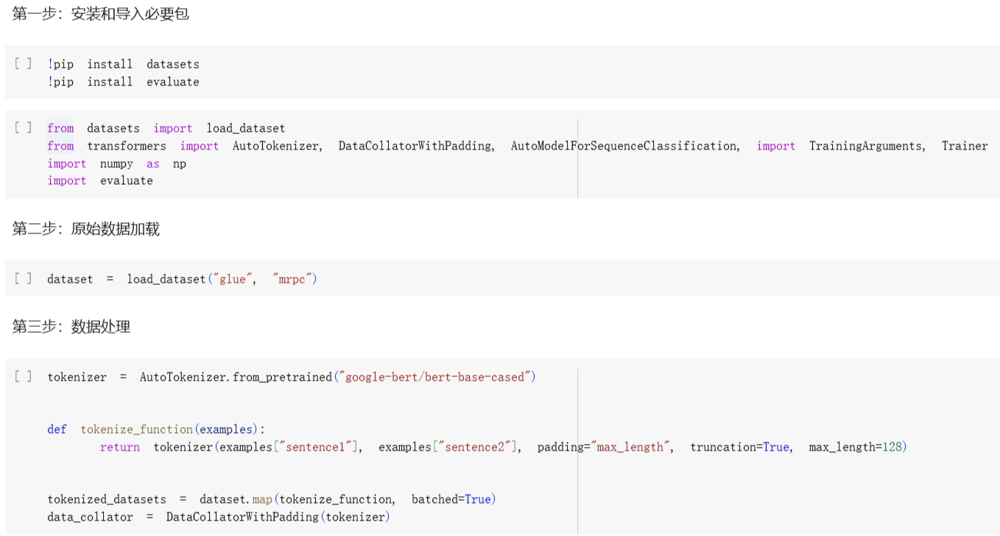 第一步：安装和导入必要包
[ ] !pip install datasets
!pip install evaluate
[ ] from datasets import load_dataset
from transformers import AutoTokenizer, DataCollatorWithPadding, AutoModelForSequenceClassification, import TrainingArguments, Trainer
import numpy as np
import evaluate
第二步：原始数据加载
[ ] dataset = load_dataset("glue", "mrpc")
第三步：数据处理
[ ] tokenizer = AutoTokenizer.from_pretrained("google-bert/bert-base-cased")
def tokenize_function(examples):
return tokenizer(examples["sentence1"], examples["sentence2"], padding="max_length", truncation=True, max_length=128)
tokenized_datasets = dataset.map(tokenize_function, batched=True)
data_collator = DataCollatorWithPadding(tokenizer)